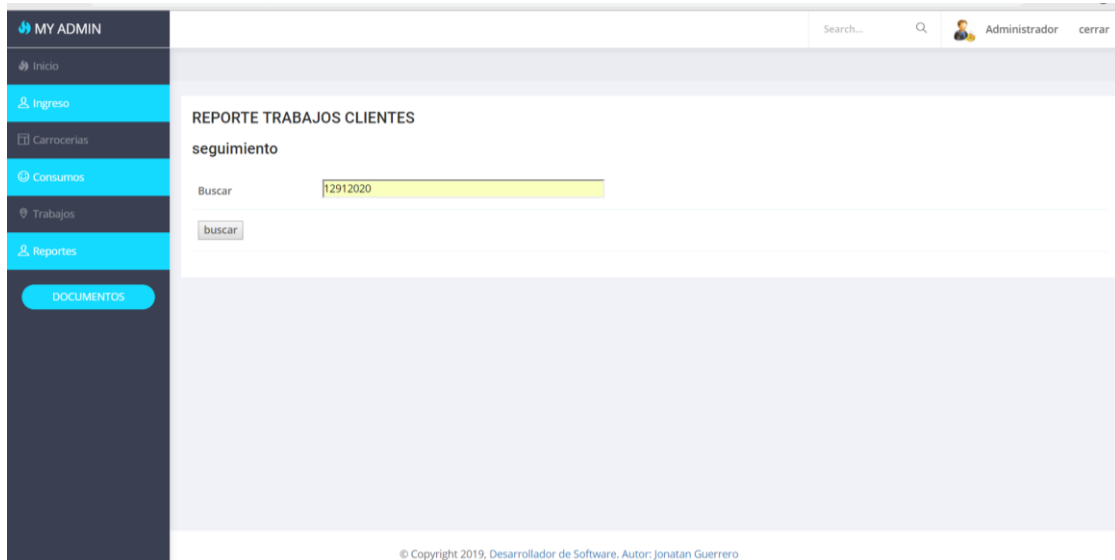 MY ADMIN
Search...
Administrador
cerrar
Inicio
Ingreso
Carrocerias
Consumos
Trabajos
Reportes
DOCUMENTOS
REPORTE TRABAJOS CLIENTES
seguimiento
Buscar
12912020
buscar
© Copyright 2019, Desarrollador de Software. Autor: Jonatan Guerrero